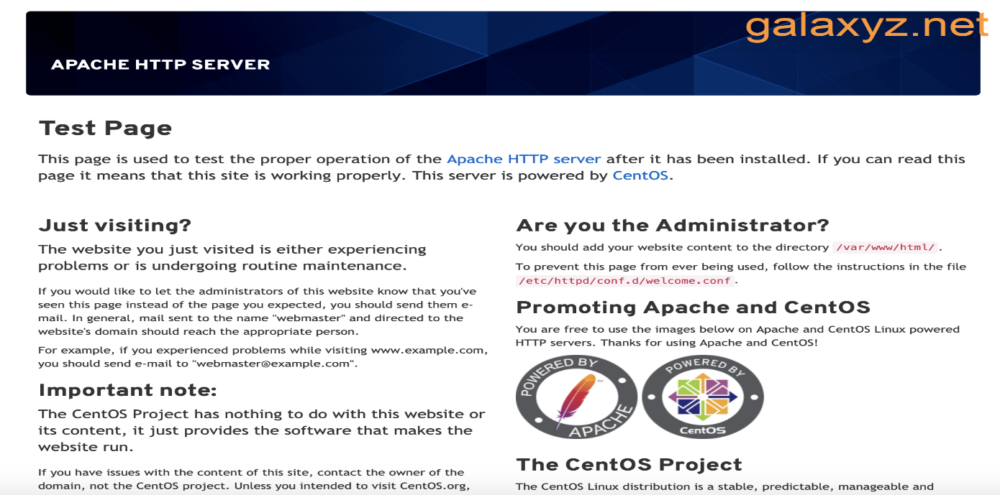 galaxyz.net
APACHE HTTP SERVER
Test Page
This page is used to test the proper operation of the Apache HTTP server after it has been installed. If you can read this
page it means that this site is working properly. This server is powered by CentOS.
Just visiting?
The website you just visited is either experiencing
problems or is undergoing routine maintenance.
If you would like to let the administrators of this website know that you've
seen this page instead of the page you expected, you should send them e-
mail. In general, mail sent to the name "webmaster" and directed to the
website's domain should reach the appropriate person.
For example, if you experienced problems while visiting www.example.com,
you should send e-mail to "webmaster@example.com".
Important note:
The CentOS Project has nothing to do with this website or
its content, it just provides the software that makes the
website run.
If you have issues with the content of this site, contact the owner of the
domain, not the CentOS project. Unless you intended to visit CentOS.org,
Are you the Administrator?
You should add your website content to the directory /var/www/html/ .
To prevent this page from ever being used, follow the instructions in the file
/etc/httpd/conf.d/welcome.conf .
Promoting Apache and CentOS
You are free to use the images below on Apache and CentOS Linux powered
HTTP servers. Thanks for using Apache and CentOS!
POWERED BY
APACHE
POWERED BY
CentOS
The CentOS Project
The CentOS Linux distribution is a stable, predictable, manageable and